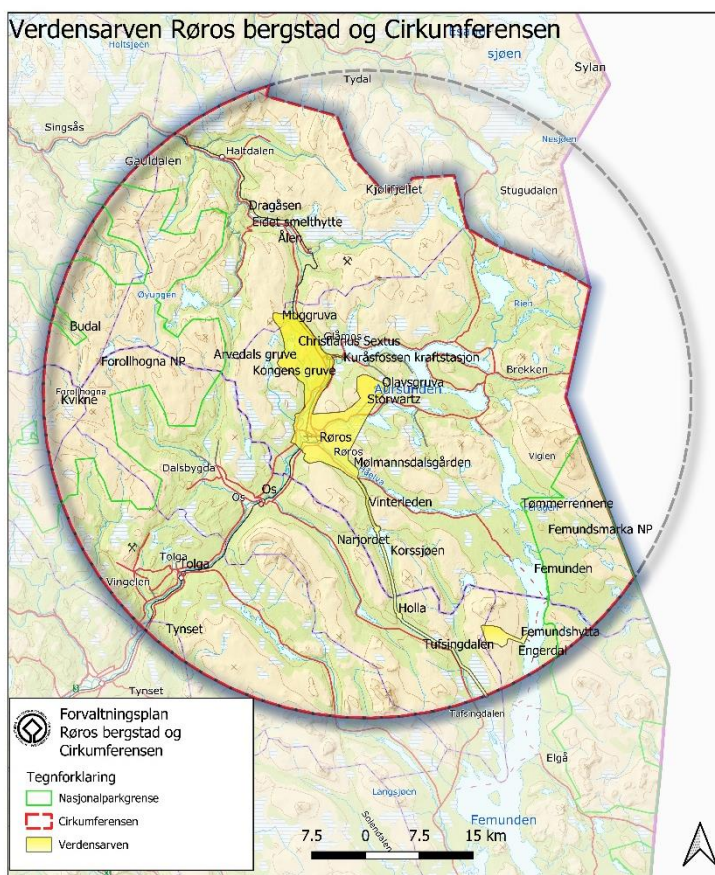 Verdensarven Røros bergstad og Cirkumferensen
Holtsjøen
sjøen
Sylan
Tydal
Singsås
Nesjøen
Gauldalen
Haltdalen
Kjølifjellet
Stugudalen
Dragåsen
Eidet smelthytte
Ålen
Øyungen
Rien
Muggruva
Budal
Glåmos
Christianus Sextus
Forollhogna NP
Arvedals gruve
Kuråsfossen kraftstasjon
Kongens gruve
Brekken
Forollhogna
Kvikne
Olavsgruva
Aursunden
Storwartz
Røros
Røros
Viglen
Dalsbygda
Mølmannsdalsgården
Os
Os
Vinterleden
Tømmerrennene
Femundsmarka NP
Narjordet
Korssjøen
Tolga
Tolga
Femunden
Vingelen
Holla
Tynset
Femundshytta
Tufsingdalen
Engerdal
Tynset
Tufsingdalen
Elgå
Langsjøen
Femunden
Solendalen
Forvaltningsplan
Røros bergstad og
Cirkumferensen
Tegnforklaring
Nasjonalparkgrense
Cirkumferensen
Verdensarven
7.5 0 7.5 15 km